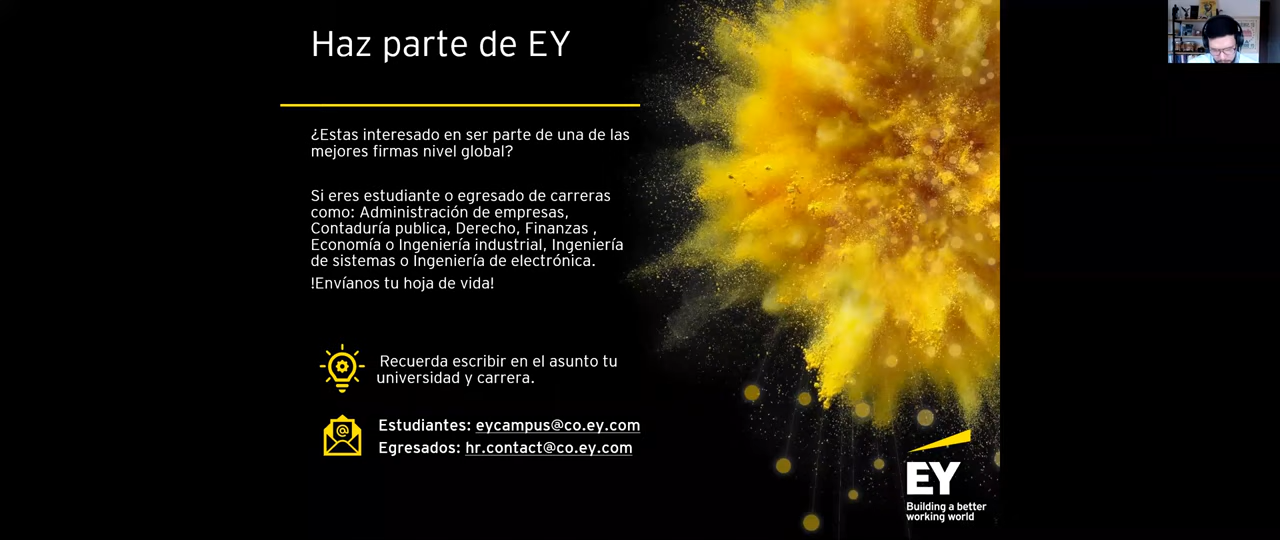 Haz parte de EY
¿Estas interesado en ser parte de una de las
mejores firmas nivel global?
Si eres estudiante o egresado de carreras
como: Administración de empresas,
Contaduría publica, Derecho, Finanzas ,
Economía o Ingeniería industrial, Ingeniería
de sistemas o Ingeniería de electrónica.
!Envíanos tu hoja de vida!
Recuerda escribir en el asunto tu
universidad y carrera.
Estudiantes: eycampus@co.ey.com
Egresados: hr.contact@co.ey.com
EY
Building a better
working world